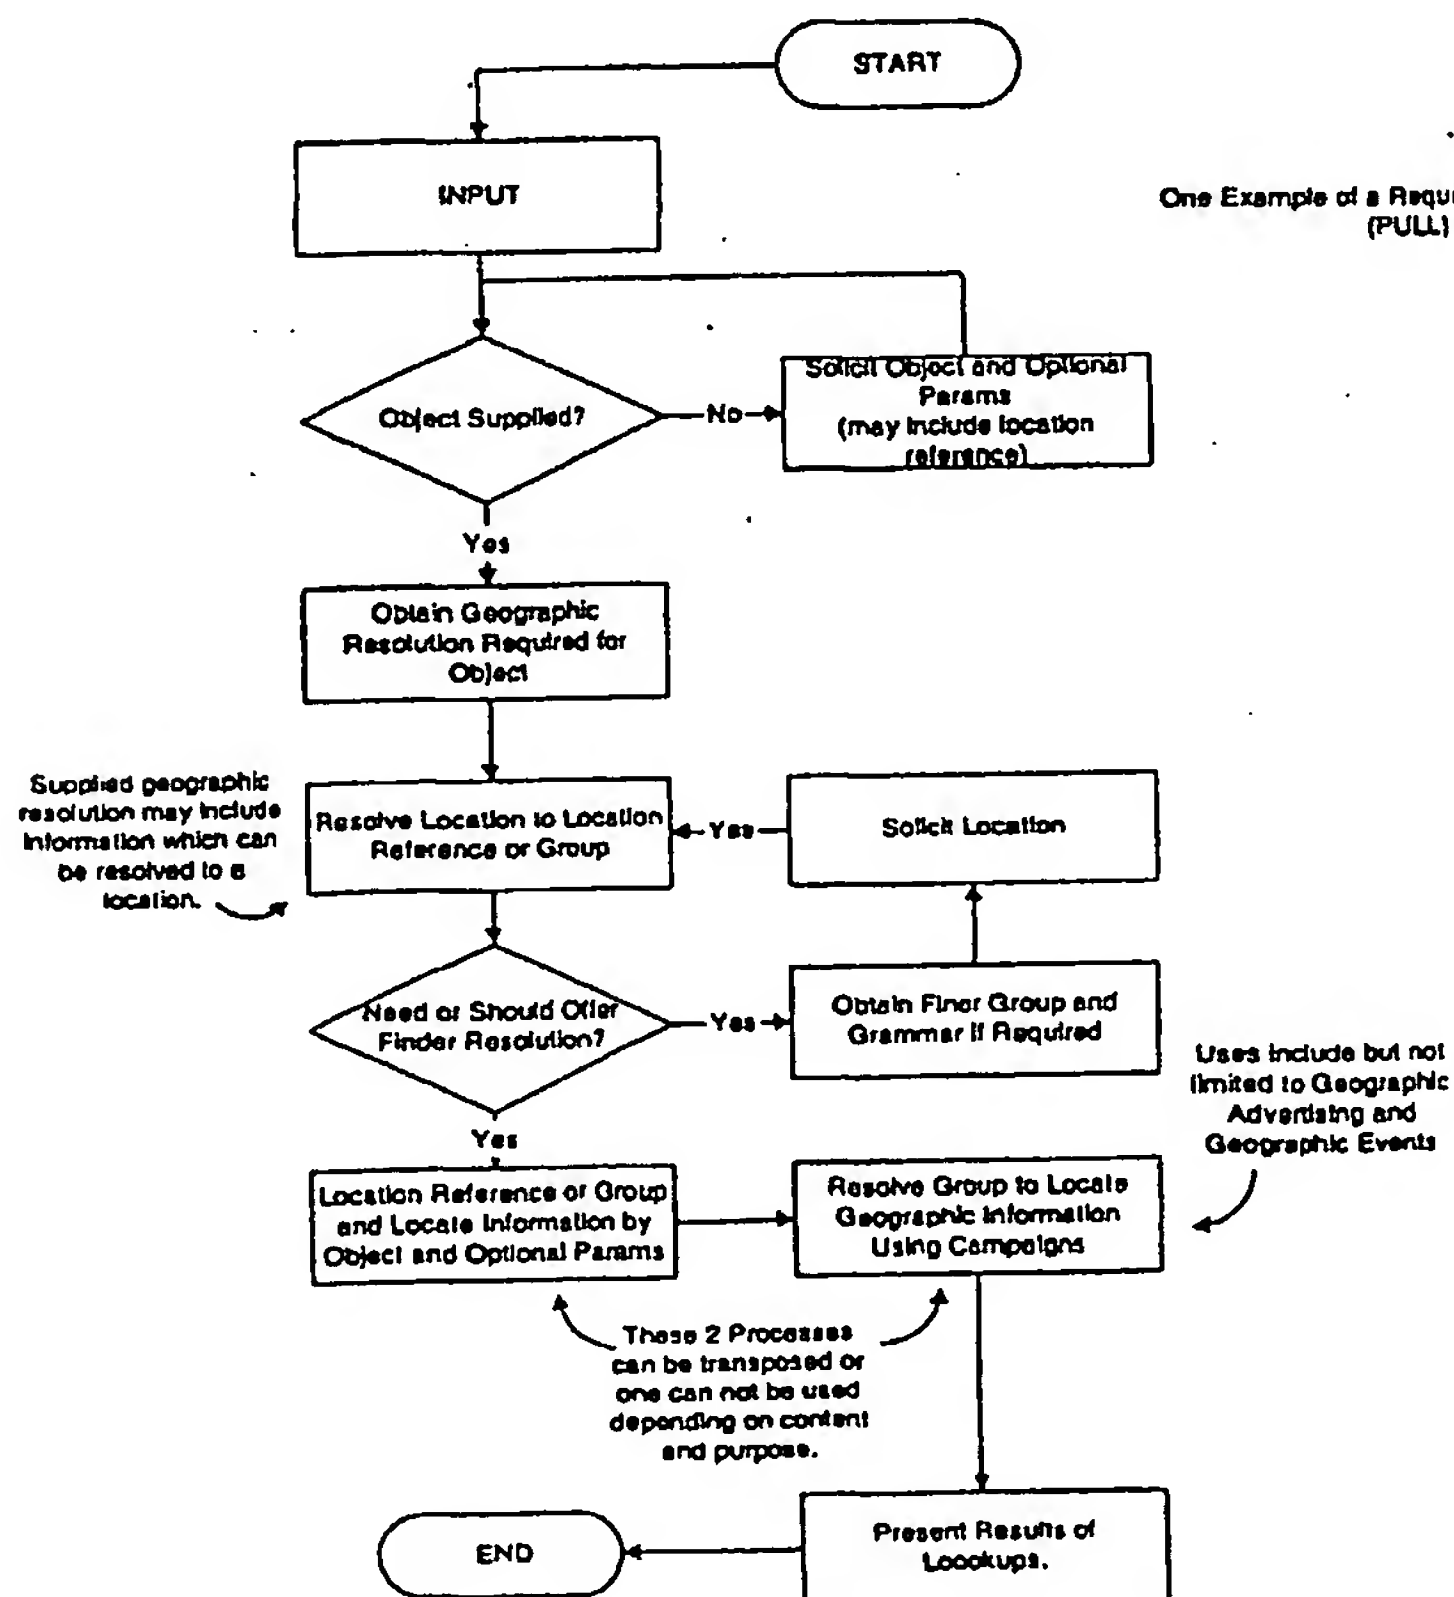 START
INPUT
One Example of a
(PULL)
Object Supplied?
No
Solicit Object and Optional
Params
(may include location
reference)
Yes
Obtain Geographic
Resolution Required for
Object
Supplied geographic
resolution may include
information which can
be resolved to a
location.
Resolve Location to Location
Reference or Group
Yes
Solicit Location
Need or Should Offer
Finder Resolution?
Yes
Obtain Finer Group and
Grammar if Required
Uses include but not
limited to Geographic
Advertising and
Geographic Events
Yes
Location Reference or Group
and Locate Information by
Object and Optional Params
Resolve Group to Locate
Geographic Information
Using Campaigns
These 2 Processes
can be transposed or
one can not be used
depending on content
and purpose.
END
Present Results of
Loookups.